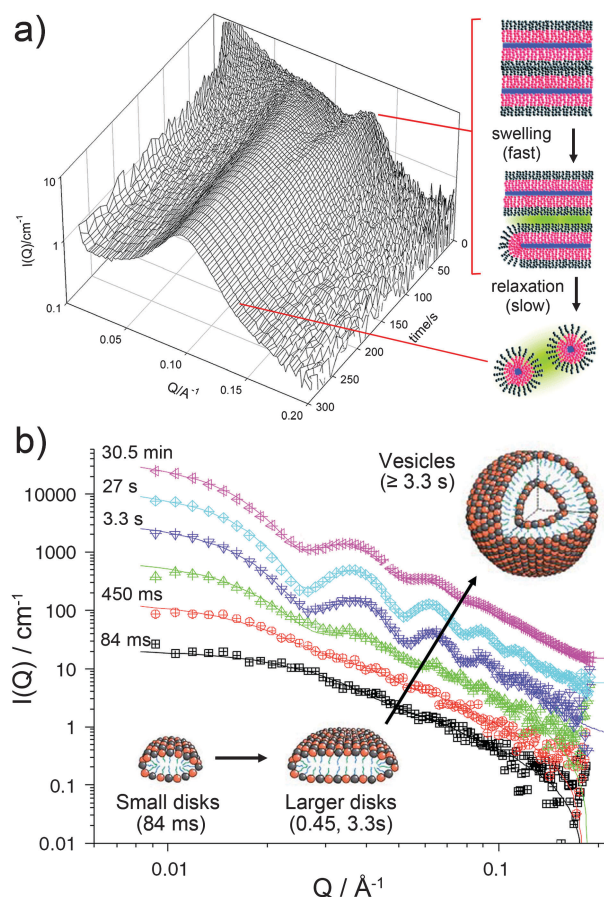 a)
10
1
0.1
I(Q)/cm⁻¹
0.05
0.10
0.15
0.20
Q/A⁻¹
0
50
100
150
200
250
300
time/s
swelling
(fast)
relaxation
(slow)
b)
30.5 min
27 s
3.3 s
450 ms
84 ms
Vesicles
(≥ 3.3 s)
10000
1000
100
10
1
0.1
0.01
I(Q) / cm⁻¹
Small disks
(84 ms)
Larger disks
(0.45, 3.3s)
0.01
0.1
0.2
Q / Å⁻¹